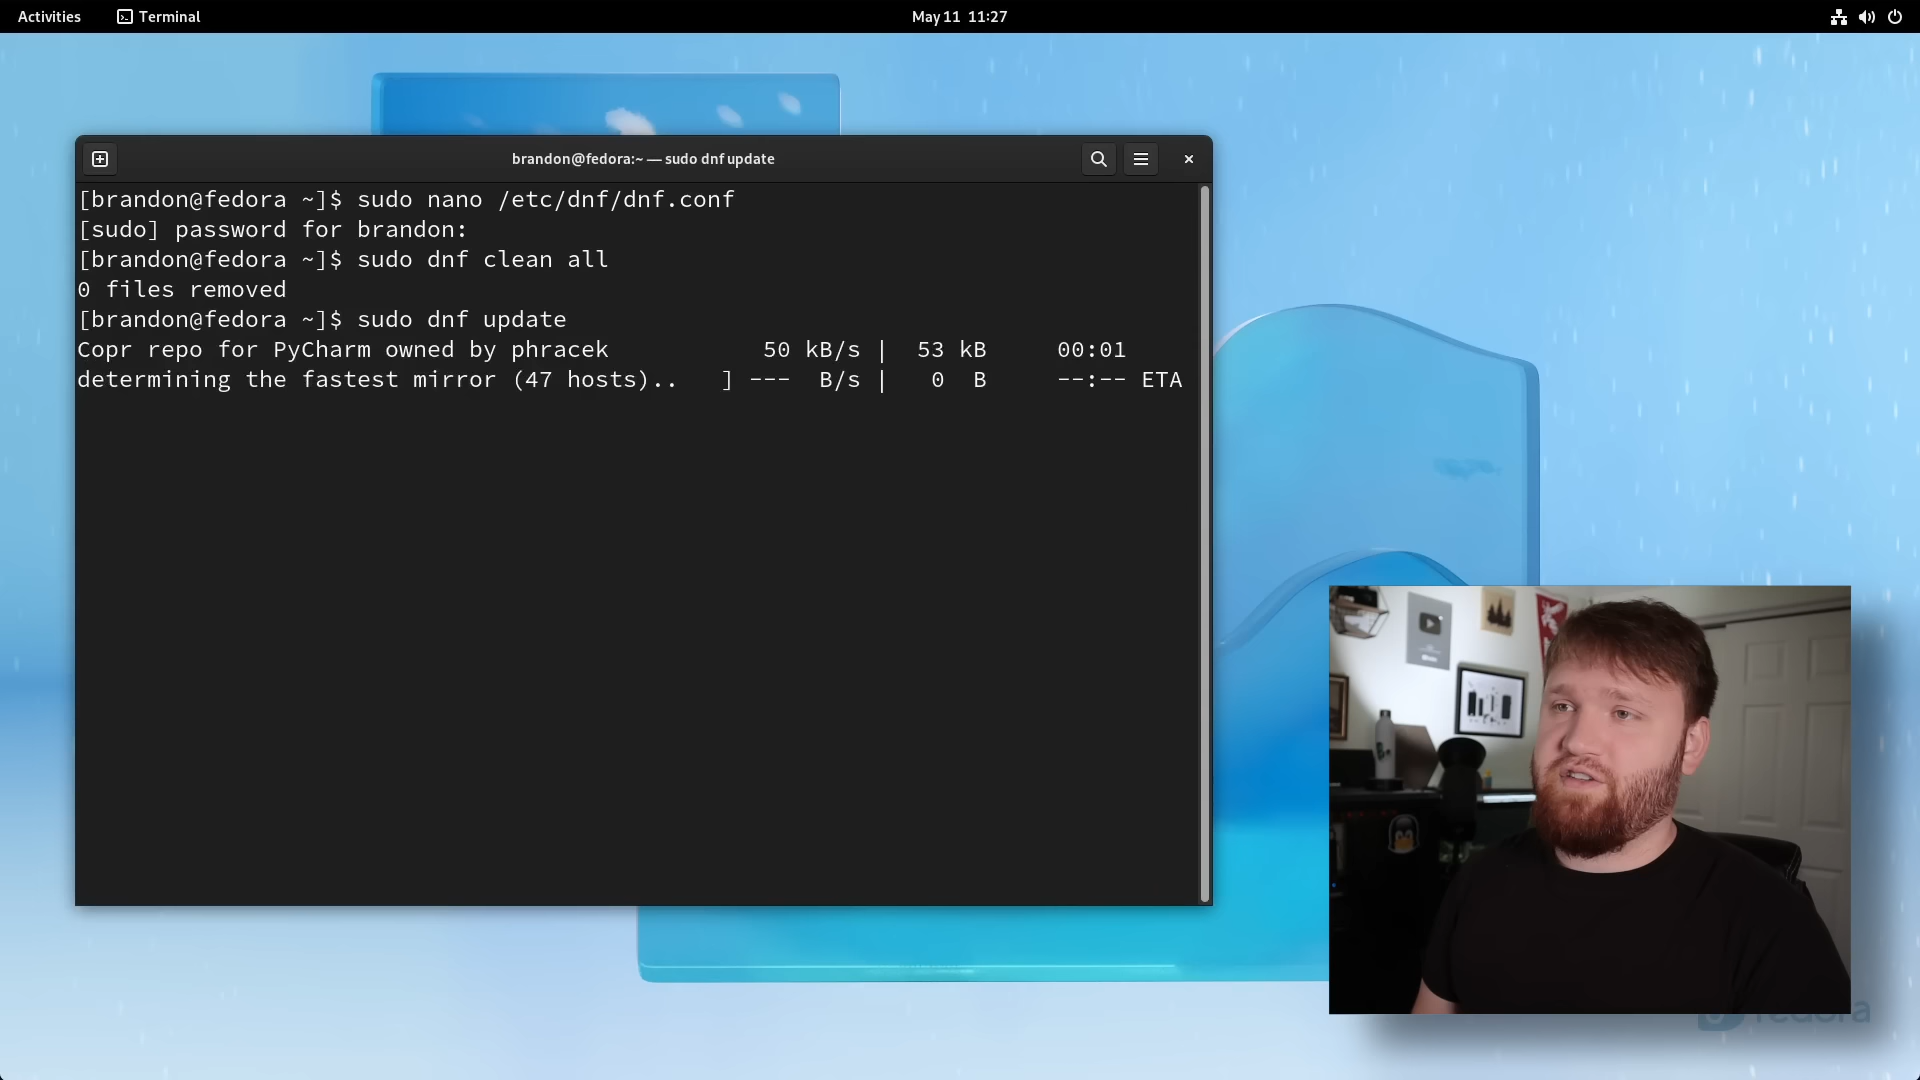 Activities
Terminal
May 11 11:27
brandon@fedora:~ — sudo dnf update
[brandon@fedora ~]$ sudo nano /etc/dnf/dnf.conf
[sudo] password for brandon:
[brandon@fedora ~]$ sudo dnf clean all
0 files removed
[brandon@fedora ~]$ sudo dnf update
Copr repo for PyCharm owned by phracek 50 kB/s | 53 kB 00:01
determining the fastest mirror (47 hosts).. ] --- B/s | 0 B --:-- ETA
fedora